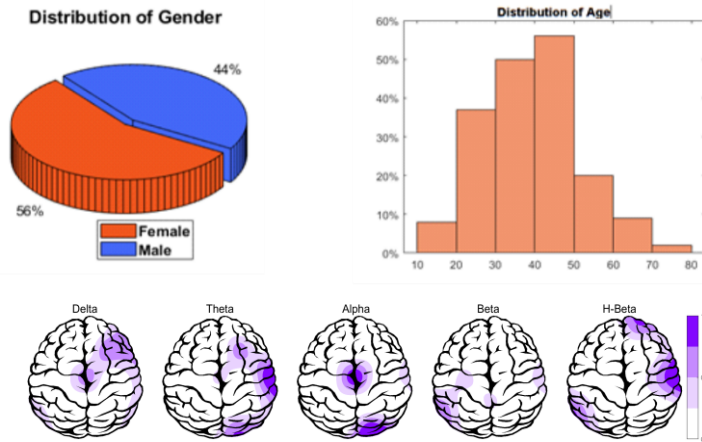 Distribution of Gender
44%
56%
Female
Male
Distribution of Age
60%
50%
40%
30%
20%
10%
0%
10 20 30 40 50 60 70 80
Delta Theta Alpha Beta H-Beta